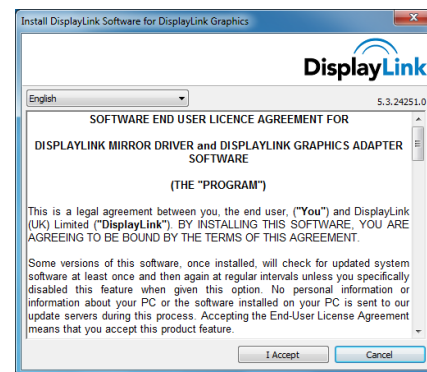 Install DisplayLink Software for DisplayLink Graphics
DisplayLink
English
5.3.24251.0
SOFTWARE END USER LICENCE AGREEMENT FOR
DISPLAYLINK MIRROR DRIVER and DISPLAYLINK GRAPHICS ADAPTER
SOFTWARE
(THE "PROGRAM")
This is a legal agreement between you, the end user, ("You") and DisplayLink
(UK) Limited ("DisplayLink"). BY INSTALLING THIS SOFTWARE, YOU ARE
AGREEING TO BE BOUND BY THE TERMS OF THIS AGREEMENT.
Some versions of this software, once installed, will check for updated system
software at least once and then again at regular intervals unless you specifically
disabled this feature when given this option. No personal information or
information about your PC or the software installed on your PC is sent to our
update servers during this process. Accepting the End-User License Agreement
means that you accept this product feature.
I Accept
Cancel